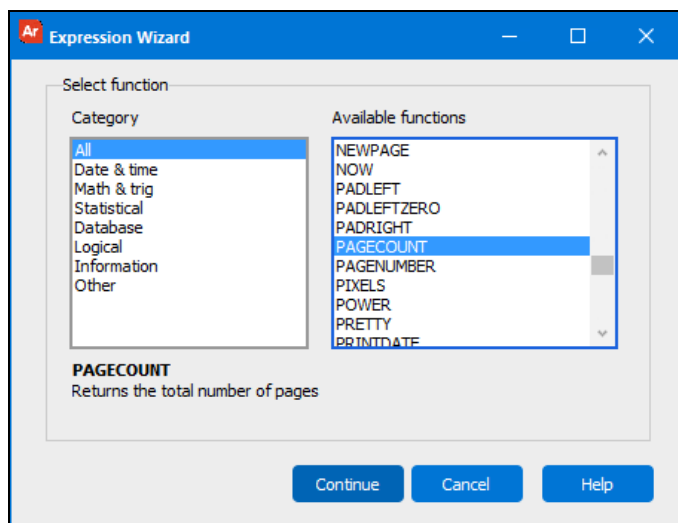 Ar Expression Wizard
Select function
Category
All
Date & time
Math & trig
Statistical
Database
Logical
Information
Other
Available functions
NEWPAGE
NOW
PADLEFT
PADLEFTZERO
PADRIGHT
PAGECOUNT
PAGENUMBER
PIXELS
POWER
PRETTY
PRINTDATE
PAGECOUNT
Returns the total number of pages
Continue Cancel Help